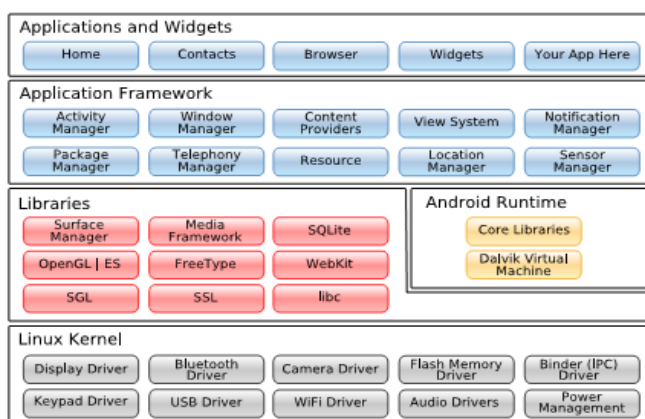 Applications and Widgets
Home
Contacts
Browser
Widgets
Your App Here
Application Framework
Activity
Manager
Window
Manager
Content
Providers
View System
Notification
Manager
Package
Manager
Telephony
Manager
Resource
Location
Manager
Sensor
Manager
Libraries
Surface
Manager
Media
Framework
SQLite
OpenGL | ES
FreeType
WebKit
SGL
SSL
libc
Android Runtime
Core Libraries
Dalvik Virtual
Machine
Linux Kernel
Display Driver
Bluetooth
Driver
Camera Driver
Flash Memory
Driver
Binder (IPC)
Driver
Keypad Driver
USB Driver
WiFi Driver
Audio Drivers
Power
Management